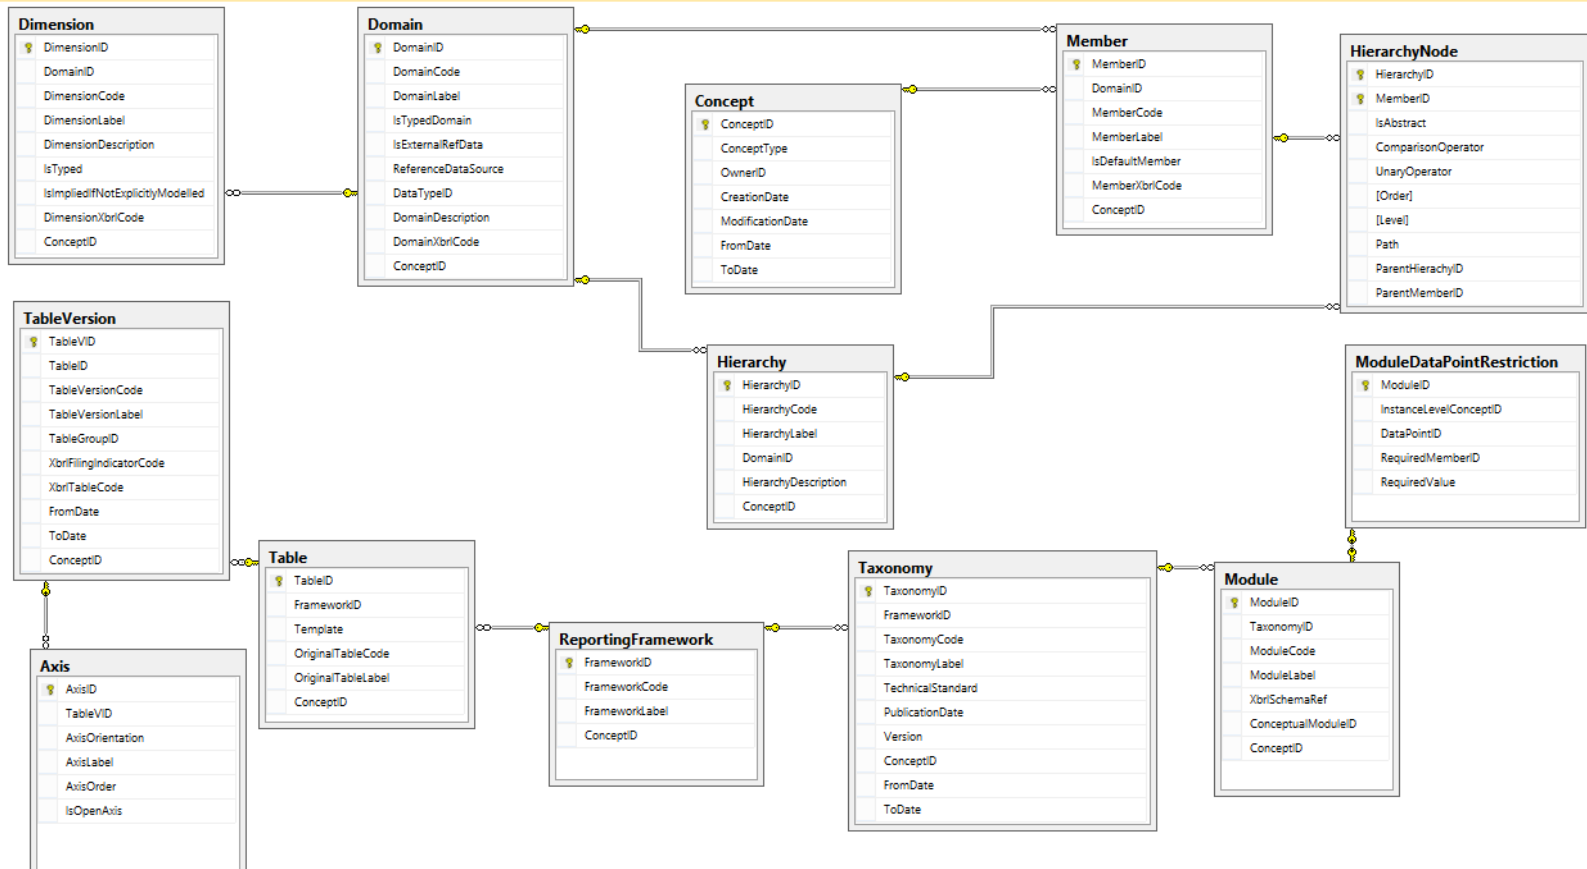 Dimension
DimensionID
DomainID
DimensionCode
DimensionLabel
DimensionDescription
IsTyped
IsImpliedIfNotExplicitlyModelled
DimensionXbrlCode
ConceptID
Domain
DomainID
DomainCode
DomainLabel
IsTypedDomain
IsExternalRefData
ReferenceDataSource
DataTypeID
DomainDescription
DomainXbrlCode
ConceptID
Concept
ConceptID
ConceptType
OwnerID
CreationDate
ModificationDate
FromDate
ToDate
Member
MemberID
DomainID
MemberCode
MemberLabel
IsDefaultMember
MemberXbrlCode
ConceptID
HierarchyNode
HierarchyID
MemberID
IsAbstract
ComparisonOperator
UnaryOperator
[Order]
[Level]
Path
ParentHierachyID
ParentMemberID
TableVersion
TableVID
TableID
TableVersionCode
TableVersionLabel
TableGroupID
XbrlFilingIndicatorCode
XbrlTableCode
FromDate
ToDate
ConceptID
Hierarchy
HierarchyID
HierarchyCode
HierarchyLabel
DomainID
HierarchyDescription
ConceptID
ModuleDataPointRestriction
ModuleID
InstanceLevelConceptID
DataPointID
RequiredMemberID
RequiredValue
Table
TableID
FrameworkID
Template
OriginalTableCode
OriginalTableLabel
ConceptID
ReportingFramework
FrameworkID
FrameworkCode
FrameworkLabel
ConceptID
Taxonomy
TaxonomyID
FrameworkID
TaxonomyCode
TaxonomyLabel
TechnicalStandard
PublicationDate
Version
ConceptID
FromDate
ToDate
Module
ModuleID
TaxonomyID
ModuleCode
ModuleLabel
XbrlSchemaRef
ConceptualModuleID
ConceptID
Axis
AxisID
TableVID
AxisOrientation
AxisLabel
AxisOrder
IsOpenAxis